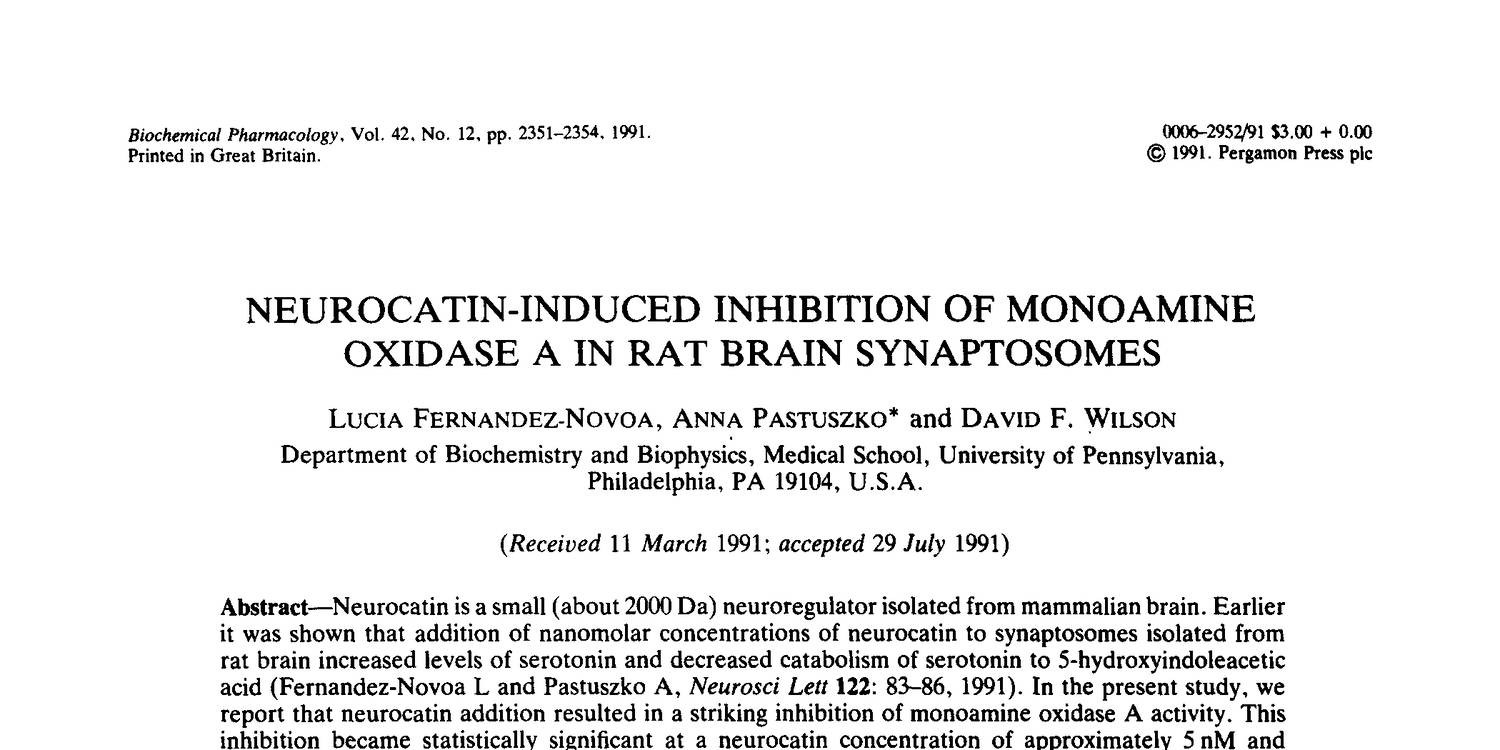 Biochemical Pharmacology, Vol. 42, No. 12, pp. 2351–2354, 1991.
Printed in Great Britain.
0006–2952/91 $3.00 + 0.00
© 1991. Pergamon Press plc
NEUROCATIN-INDUCED INHIBITION OF MONOAMINE
OXIDASE A IN RAT BRAIN SYNAPTOSOMES
LUCIA FERNANDEZ-NOVOA, ANNA PASTUSZKO* and DAVID F. WILSON
Department of Biochemistry and Biophysics, Medical School, University of Pennsylvania,
Philadelphia, PA 19104, U.S.A.
(Received 11 March 1991; accepted 29 July 1991)
Abstract—Neurocatin is a small (about 2000 Da) neuroregulator isolated from mammalian brain. Earlier
it was shown that addition of nanomolar concentrations of neurocatin to synaptosomes isolated from
rat brain increased levels of serotonin and decreased catabolism of serotonin to 5-hydroxyindoleacetic
acid (Fernandez-Novoa L and Pastuszko A, Neurosci Lett 122: 83–86, 1991). In the present study, we
report that neurocatin addition resulted in a striking inhibition of monoamine oxidase A activity. This
inhibition became statistically significant at a neurocatin concentration of approximately 5 nM and